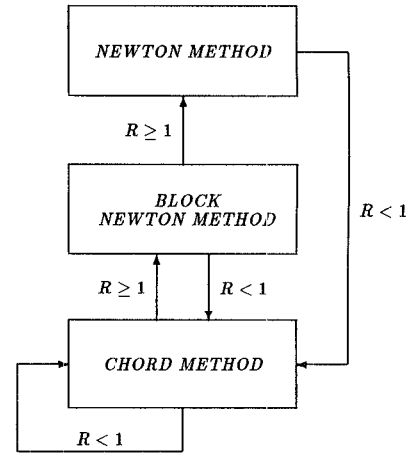 NEWTON METHOD
R ≥ 1
BLOCK
NEWTON METHOD
R < 1
R ≥ 1
R < 1
CHORD METHOD
R < 1